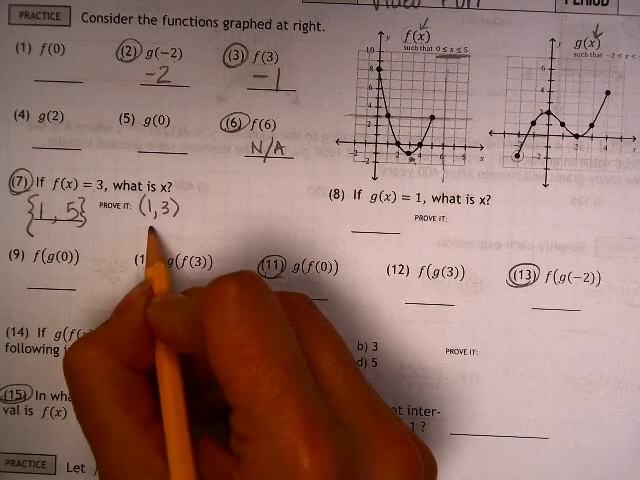 PRACTICE Consider the functions graphed at right.
PERIOD
f(x)
such that 0 ≤ x ≤ 5
g(x)
such that -2 ≤ x ≤
(1) f(0)
(2) g(-2)
(3) f(3)
-2
-1
(4) g(2)
(5) g(0)
(6) f(6)
N/A
(7) If f(x) = 3, what is x?
{1, 5} PROVE IT: (1,3)
(8) If g(x) = 1, what is x?
PROVE IT:
(9) f(g(0))
g(f(3))
(11) g(f(0))
(12) f(g(3))
(13) f(g(-2))
(14) If g(f(
following
b) 3
d) 5
PROVE IT:
(15) In wha
val is f(x)
at inter-
1 ?
PRACTICE Let